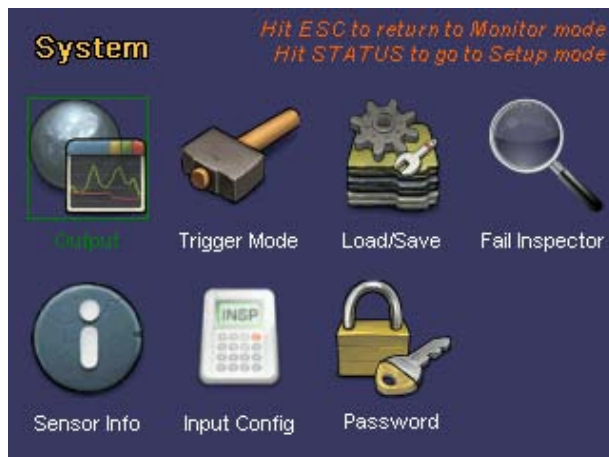 System
Hit ESC to return to Monitor mode
Hit STATUS to go to Setup mode
Output
Trigger Mode
Load/Save
Fail Inspector
INSP
Sensor Info
Input Config
Password